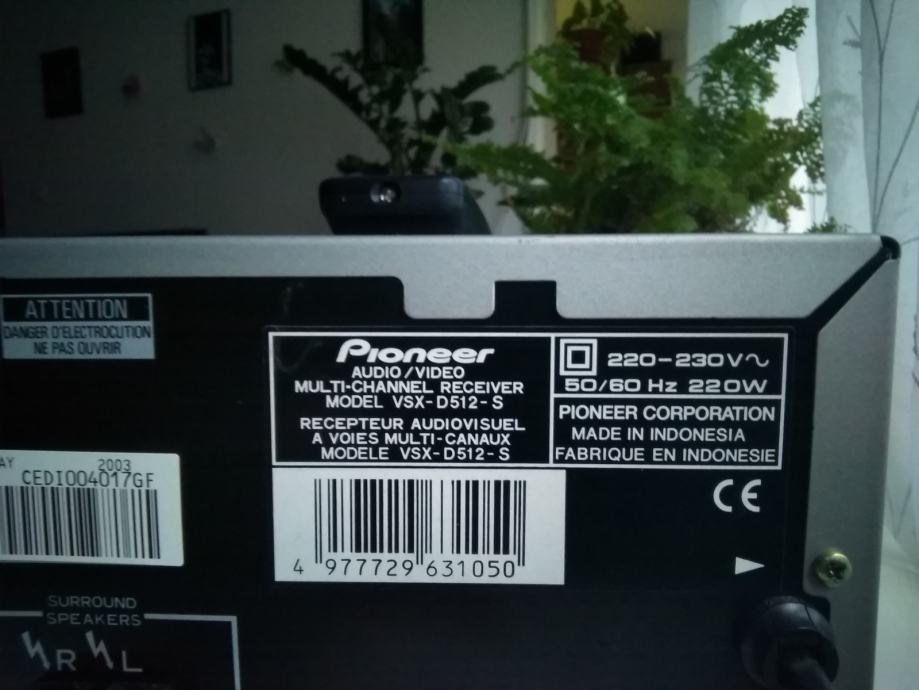 ATTENTION
DANGER D'ELECTROCUTION
NE PAS OUVRIR
Pioneer
AUDIO/VIDEO
MULTI-CHANNEL RECEIVER
MODEL VSX-D512-S
RECEPTEUR AUDIOVISUEL
A VOIES MULTI-CANAUX
MODELE VSX-D512-S
220-230V~
50/60 Hz 220W
PIONEER CORPORATION
MADE IN INDONESIA
FABRIQUE EN INDONESIE
AY 2003
CEDI004017GF
4 977729 631050
CE
SURROUND
SPEAKERS
R L